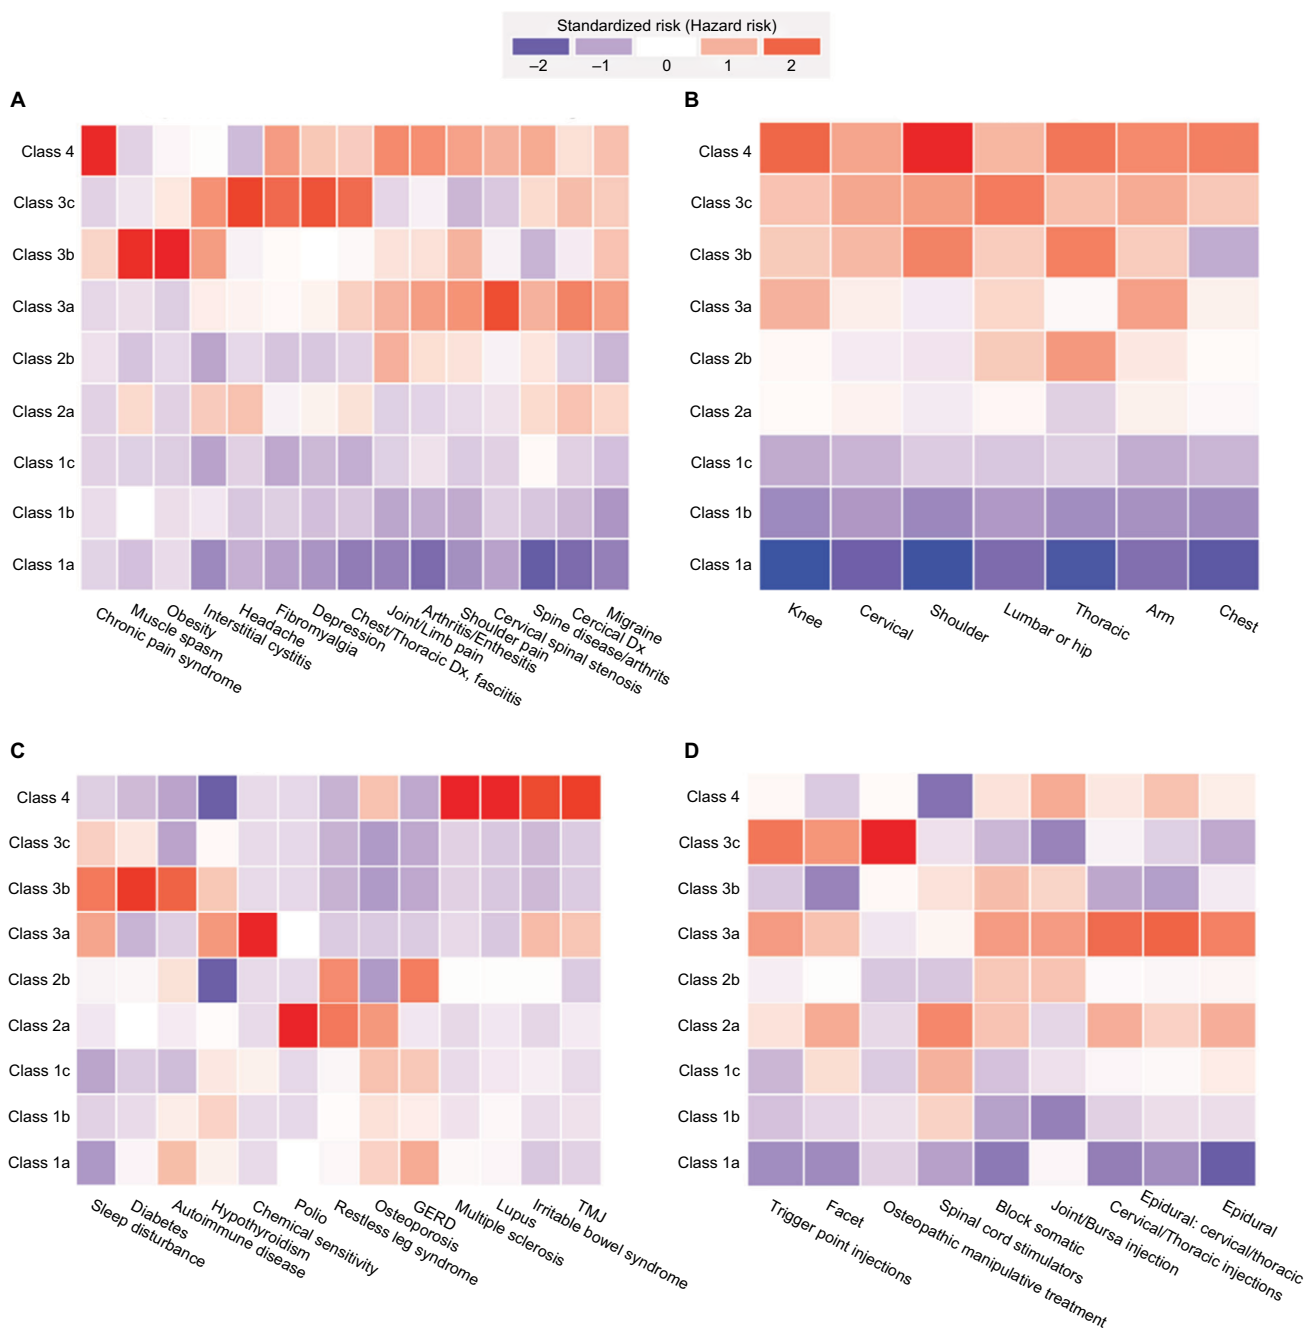 Standardized risk (Hazard risk)
–2 –1 0 1 2
A
Class 4
Class 3c
Class 3b
Class 3a
Class 2b
Class 2a
Class 1c
Class 1b
Class 1a
Chronic pain syndrome
Muscle spasm
Obesity
Interstitial cystitis
Headache
Fibromyalgia
Depression
Chest/Thoracic Dx, fasciitis
Joint/Limb pain
Arthritis/Enthesitis
Shoulder pain
Cervical spinal stenosis
Spine disease/arthrits
Cercical Dx
Migraine
B
Class 4
Class 3c
Class 3b
Class 3a
Class 2b
Class 2a
Class 1c
Class 1b
Class 1a
Knee
Cervical
Shoulder
Lumbar or hip
Thoracic
Arm
Chest
C
Class 4
Class 3c
Class 3b
Class 3a
Class 2b
Class 2a
Class 1c
Class 1b
Class 1a
Sleep disturbance
Diabetes
Autoimmune disease
Hypothyroidism
Chemical sensitivity
Polio
Restless leg syndrome
Osteoporosis
GERD
Multiple sclerosis
Lupus
Irritable bowel syndrome
TMJ
D
Class 4
Class 3c
Class 3b
Class 3a
Class 2b
Class 2a
Class 1c
Class 1b
Class 1a
Trigger point injections
Facet
Osteopathic manipulative treatment
Spinal cord stimulators
Block somatic
Joint/Bursa injection
Cervical/Thoracic injections
Epidural: cervical/thoracic
Epidural